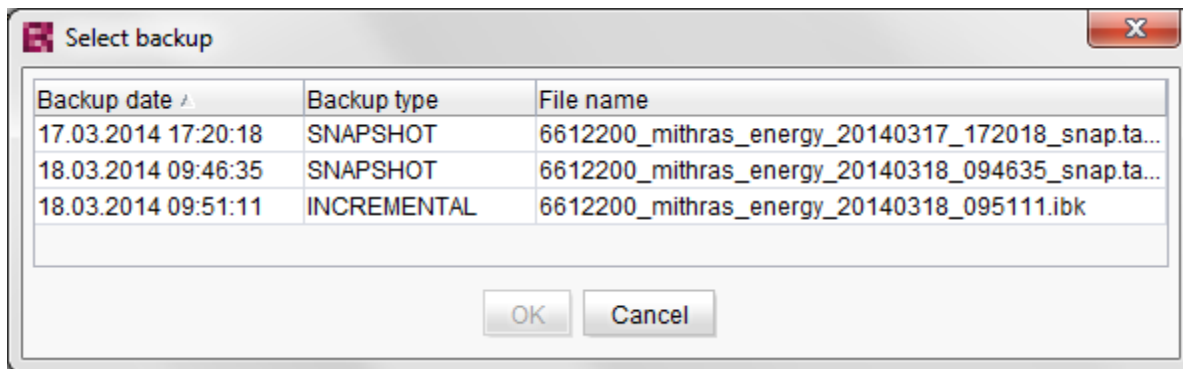 Select backup
Backup date Backup type File name
17.03.2014 17:20:18 SNAPSHOT 6612200_mithras_energy_20140317_172018_snap.ta...
18.03.2014 09:46:35 SNAPSHOT 6612200_mithras_energy_20140318_094635_snap.ta...
18.03.2014 09:51:11 INCREMENTAL 6612200_mithras_energy_20140318_095111.ibk
OK Cancel